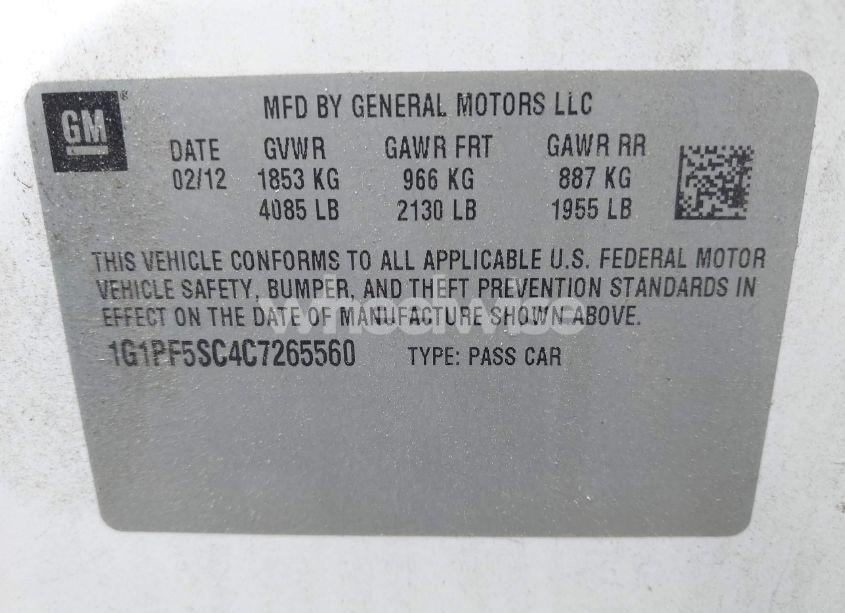 GM
MFD BY GENERAL MOTORS LLC
DATE GVWR GAWR FRT GAWR RR
02/12 1853 KG 966 KG 887 KG
4085 LB 2130 LB 1955 LB
THIS VEHICLE CONFORMS TO ALL APPLICABLE U.S. FEDERAL MOTOR
VEHICLE SAFETY, BUMPER, AND THEFT PREVENTION STANDARDS IN
EFFECT ON THE DATE OF MANUFACTURE SHOWN ABOVE.
wheelwise
1G1PF5SC4C7265560 TYPE: PASS CAR